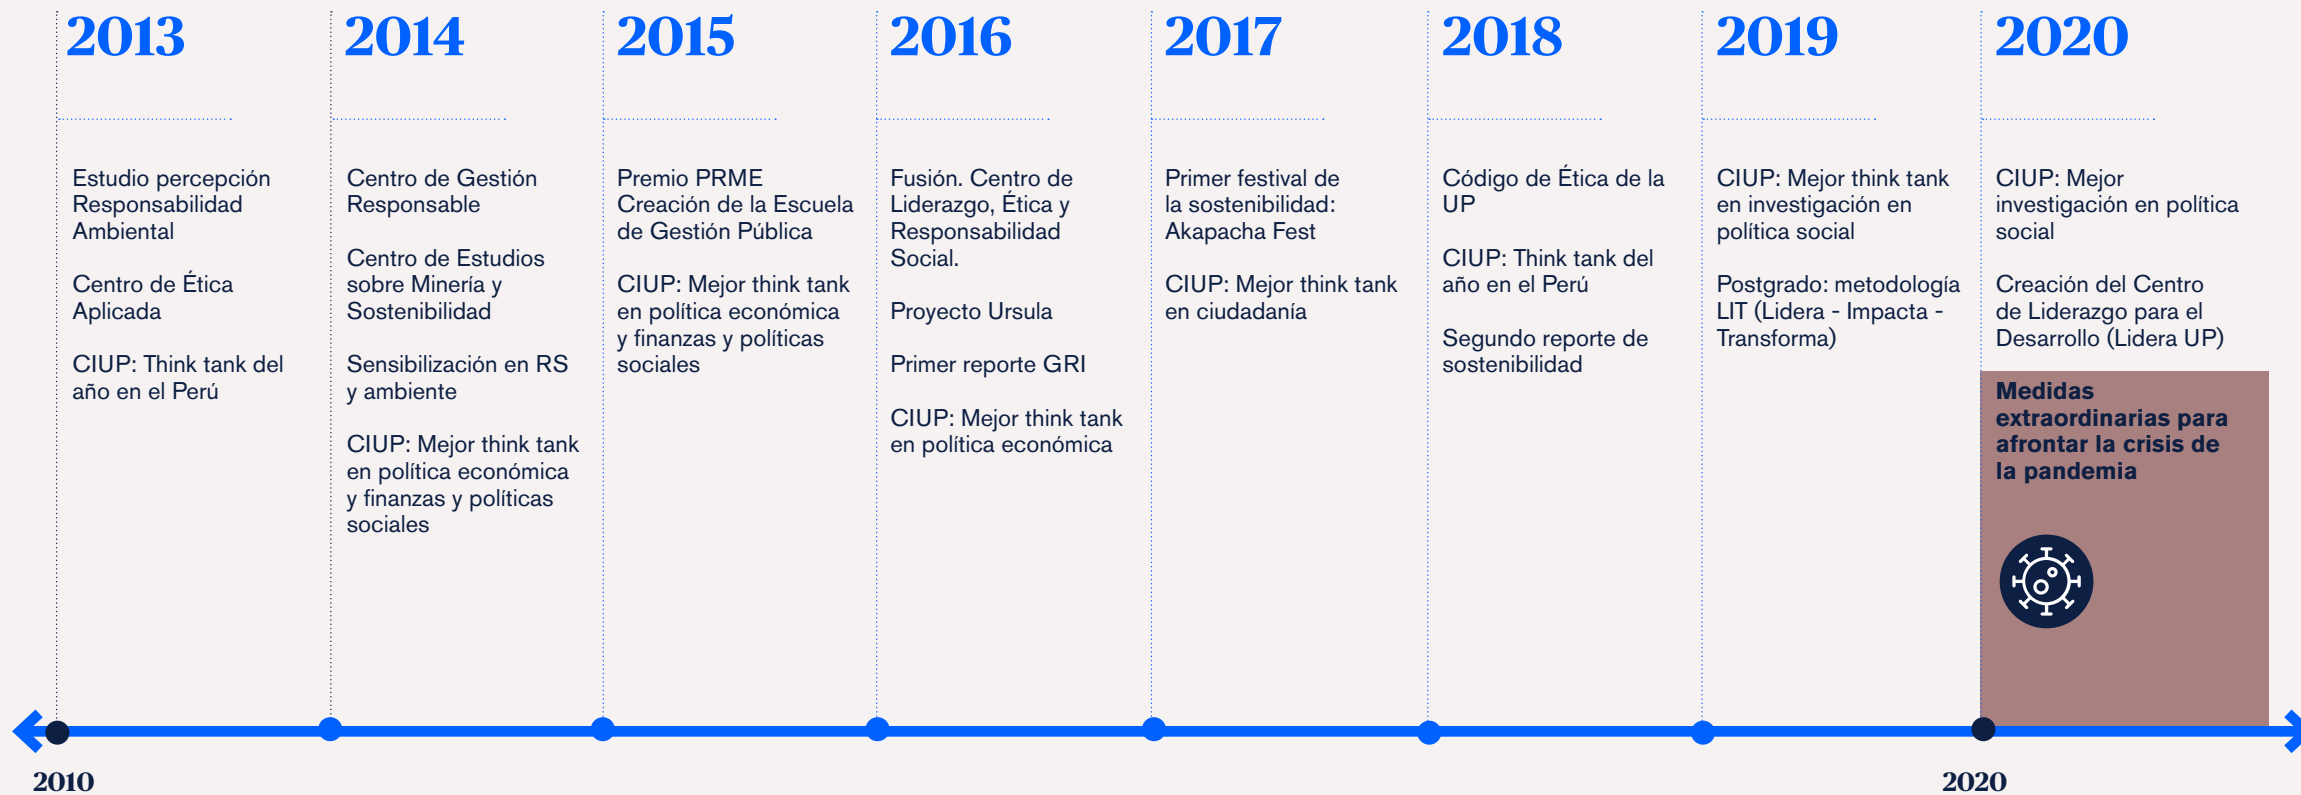 2013
Estudio percepción
Responsabilidad
Ambiental
Centro de Ética
Aplicada
CIUP: Think tank del
año en el Perú
2014
Centro de Gestión
Responsable
Centro de Estudios
sobre Minería y
Sostenibilidad
Sensibilización en RS
y ambiente
CIUP: Mejor think tank
en política económica
y finanzas y políticas
sociales
2015
Premio PRME
Creación de la Escuela
de Gestión Pública
CIUP: Mejor think tank
en política económica
y finanzas y políticas
sociales
2016
Fusión. Centro de
Liderazgo, Ética y
Responsabilidad
Social.
Proyecto Ursula
Primer reporte GRI
CIUP: Mejor think tank
en política económica
2017
Primer festival de
la sostenibilidad:
Akapacha Fest
CIUP: Mejor think tank
en ciudadanía
2018
Código de Ética de la
UP
CIUP: Think tank del
año en el Perú
Segundo reporte de
sostenibilidad
2019
CIUP: Mejor think tank
en investigación en
política social
Postgrado: metodología
LIT (Lidera - Impacta -
Transforma)
2020
CIUP: Mejor
investigación en política
social
Creación del Centro
de Liderazgo para el
Desarrollo (Lidera UP)
Medidas
extraordinarias para
afrontar la crisis de
la pandemia
2010
2020